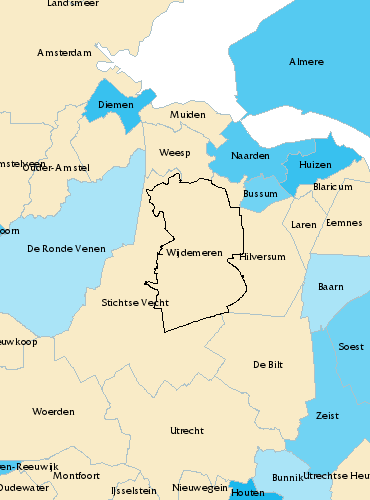 Landsmeer
Amsterdam
Almere
Diemen
Muiden
Weesp
Naarden
mstelveen
Ouder-Amstel
Huizen
Blaricum
Bussum
Laren
Eemnes
oorn
De Ronde Venen
Wijdemeren
Hilversum
Baarn
Stichtse Vecht
euwkoop
Soest
De Bilt
Woerden
Zeist
Utrecht
en-Reeuwijk
Montfoort
Oudewater
IJsselstein
Nieuwegein
Houten
Bunnik
Utrechtse Heu